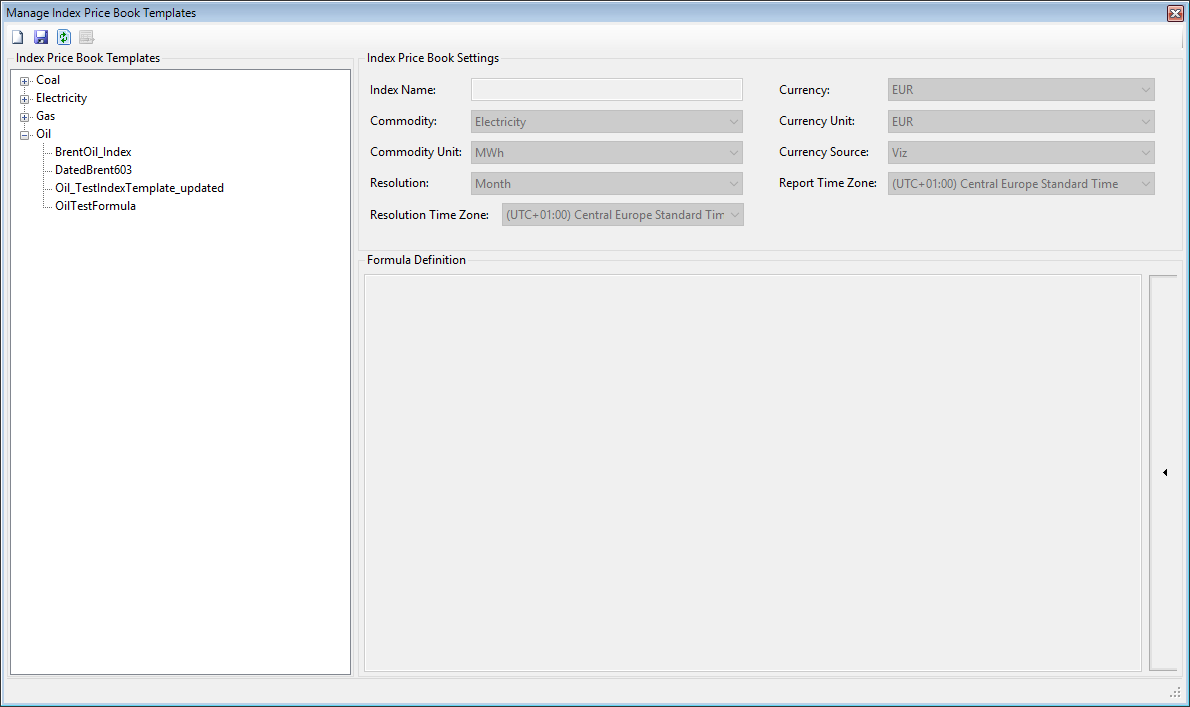 Manage Index Price Book Templates
Index Price Book Templates
Coal
Electricity
Gas
Oil
BrentOil_Index
DatedBrent603
Oil_TestIndexTemplate_updated
OilTestFormula
Index Price Book Settings
Index Name:
Commodity: Electricity
Commodity Unit: MWh
Resolution: Month
Resolution Time Zone: (UTC+01:00) Central Europe Standard Tim
Currency: EUR
Currency Unit: EUR
Currency Source: Viz
Report Time Zone: (UTC+01:00) Central Europe Standard Time
Formula Definition